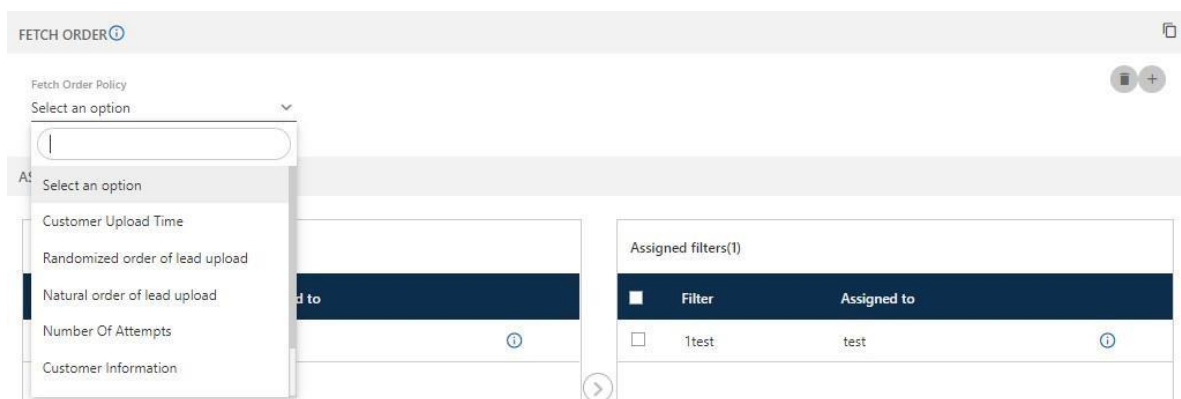 FETCH ORDER
Fetch Order Policy
Select an option
Select an option
Customer Upload Time
Randomized order of lead upload
Natural order of lead upload
Number Of Attempts
Customer Information
Assigned filters(1)
d to
Filter Assigned to
1test test